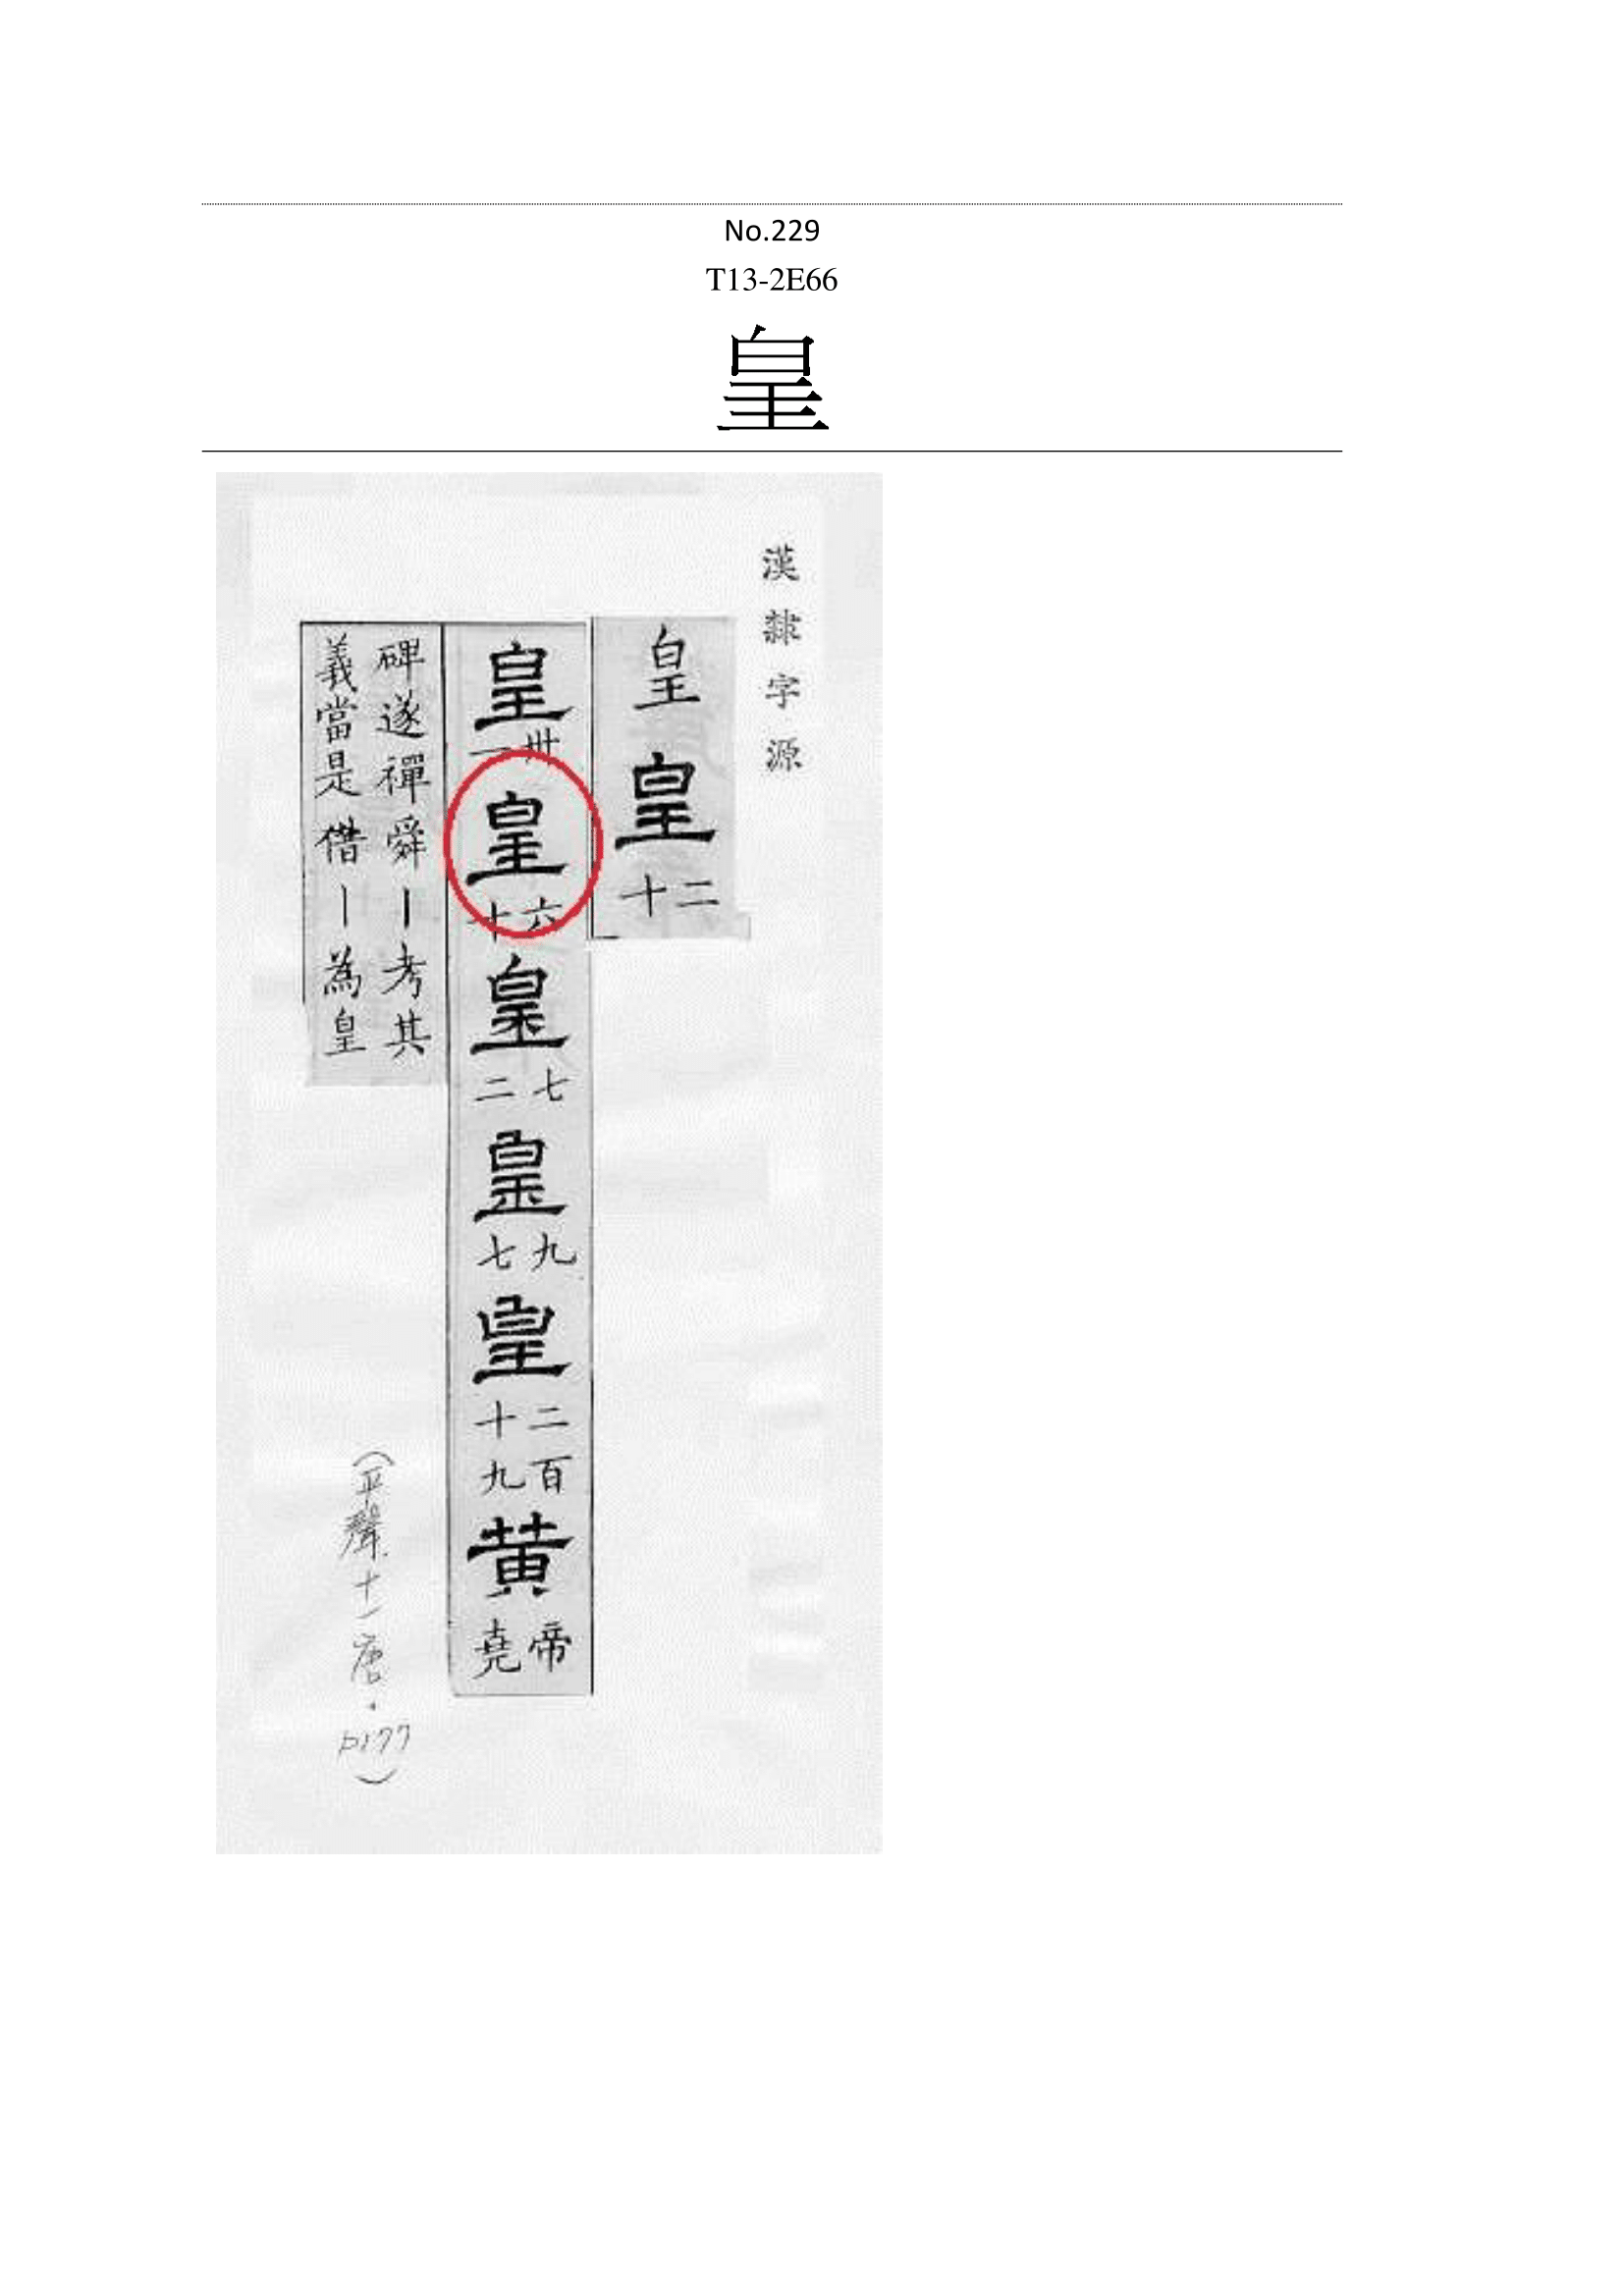 No.229
T13-2E66
皇
漢隸字源
皇皇十二
皇卅一皇六十皇七二皇九七皇二百十九黄帝堯
碑遂禪舜丨考其
義當是借丨為皇
(平聲十一唐.P177)